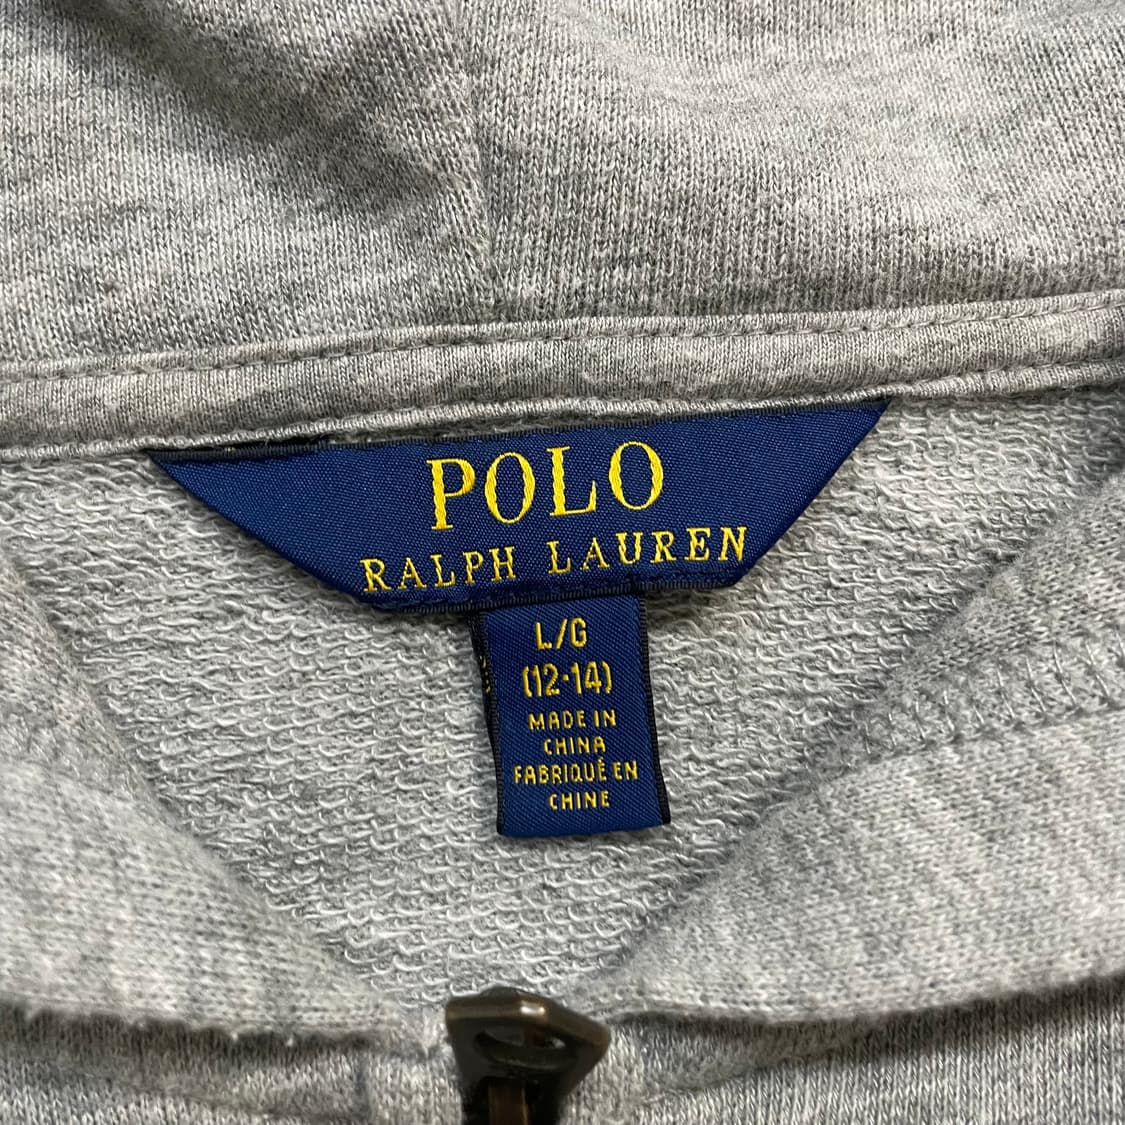 POLO
RALPH LAUREN
L/G
(12-14)
MADE IN
CHINA
FABRIQUÉ EN
CHINE